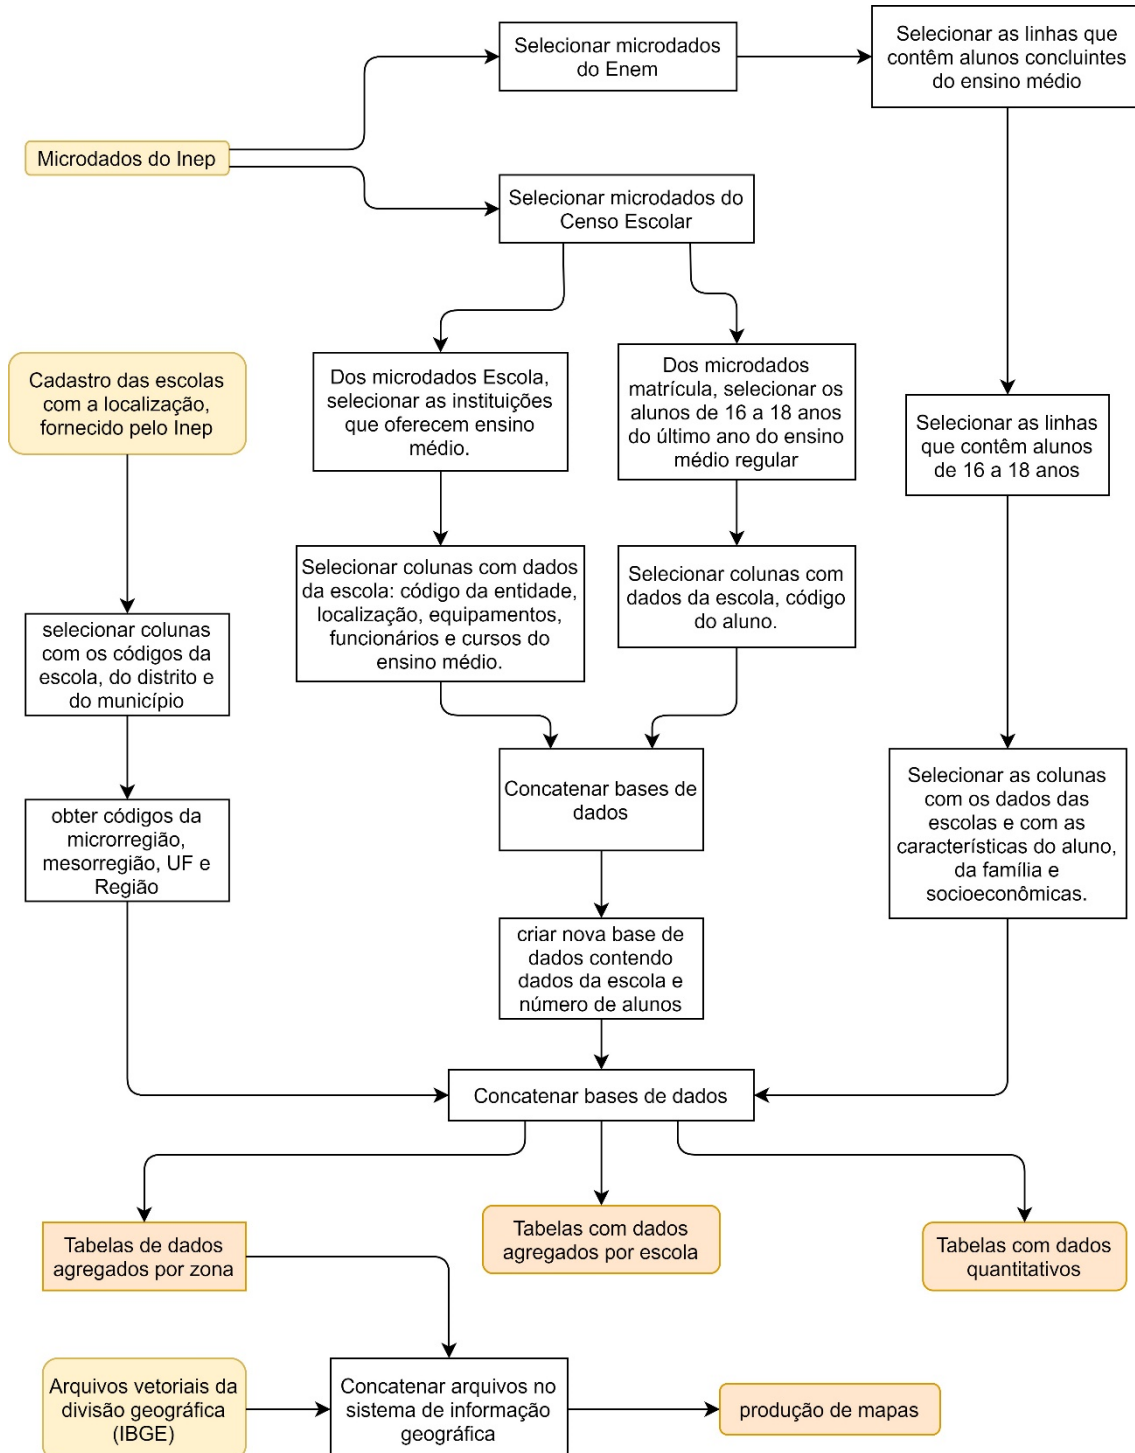 Selecionar microdados
do Enem
Selecionar as linhas que
contêm alunos concluintes
do ensino médio
Microdados do Inep
Selecionar microdados do
Censo Escolar
Cadastro das escolas
com a localização,
fornecido pelo Inep
Dos microdados Escola,
selecionar as instituições
que oferecem ensino
médio.
Dos microdados
matrícula, selecionar os
alunos de 16 a 18 anos
do último ano do ensino
médio regular
Selecionar as linhas
que contêm alunos
de 16 a 18 anos
selecionar colunas
com os códigos da
escola, do distrito e
do município
Selecionar colunas com dados
da escola: código da entidade,
localização, equipamentos,
funcionários e cursos do
ensino médio.
Selecionar colunas com
dados da escola, código
do aluno.
obter códigos da
microrregião,
mesorregião, UF e
Região
Concatenar bases de
dados
Selecionar as colunas
com os dados das
escolas e com as
características do aluno,
da família e
socioeconômicas.
criar nova base de
dados contendo
dados da escola e
número de alunos
Concatenar bases de dados
Tabelas de dados
agregados por zona
Tabelas com dados
agregados por escola
Tabelas com dados
quantitativos
Arquivos vetoriais da
divisão geográfica
(IBGE)
Concatenar arquivos no
sistema de informação
geográfica
produção de mapas